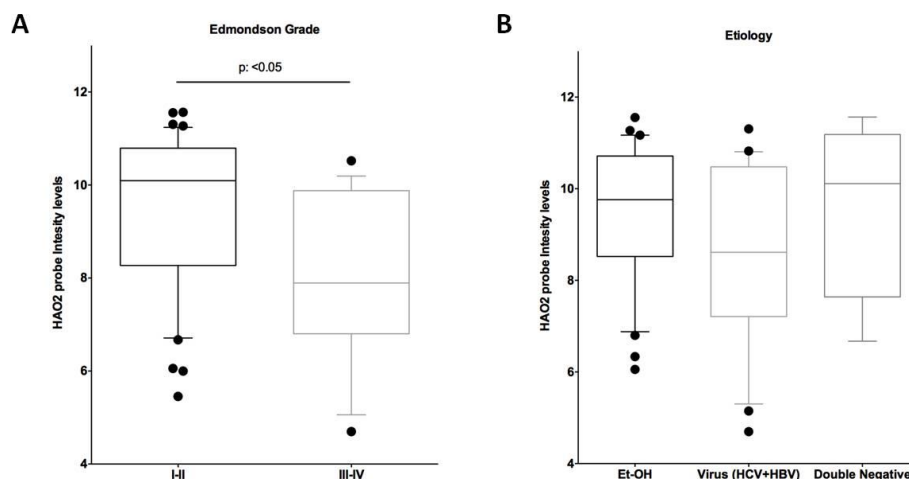 A
Edmondson Grade
p: <0.05
HAO2 probe Intesity levels
12
10
8
6
4
I-II
III-IV
B
Etiology
HAO2 probe Intesity levels
12
10
8
6
4
Et-OH
Virus (HCV+HBV)
Double Negative